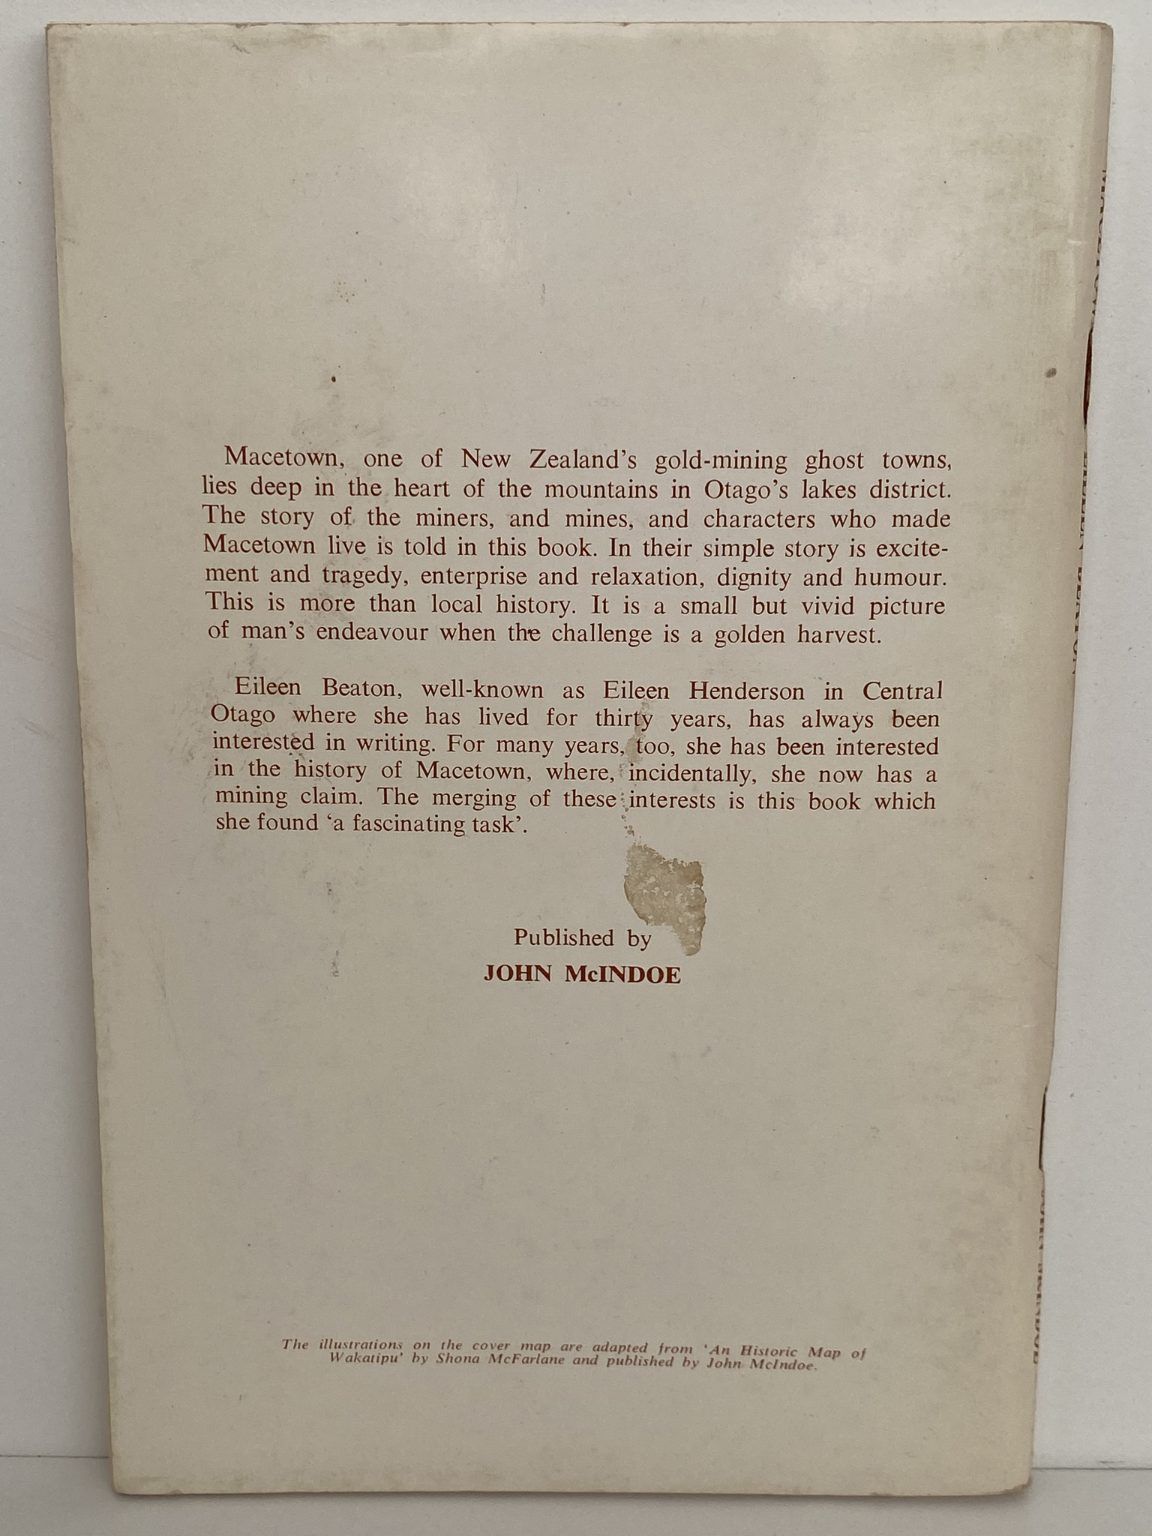 Macetown, one of New Zealand's gold-mining ghost towns,
lies deep in the heart of the mountains in Otago's lakes district.
The story of the miners, and mines, and characters who made
Macetown live is told in this book. In their simple story is excite-
ment and tragedy, enterprise and relaxation, dignity and humour.
This is more than local history. It is a small but vivid picture
of man's endeavour when the challenge is a golden harvest.
Eileen Beaton, well-known as Eileen Henderson in Central
Otago where she has lived for thirty years, has always been
interested in writing. For many years, too, she has been interested
in the history of Macetown, where, incidentally, she now has a
mining claim. The merging of these interests is this book which
she found 'a fascinating task'.
Published by
JOHN McINDOE
The illustrations on the cover map are adapted from 'An Historic Map of
Wakatipu' by Shona McFarlane and published by John McIndoe.
MACETOWN
EILEEN BEATON
JOHN McINDOE